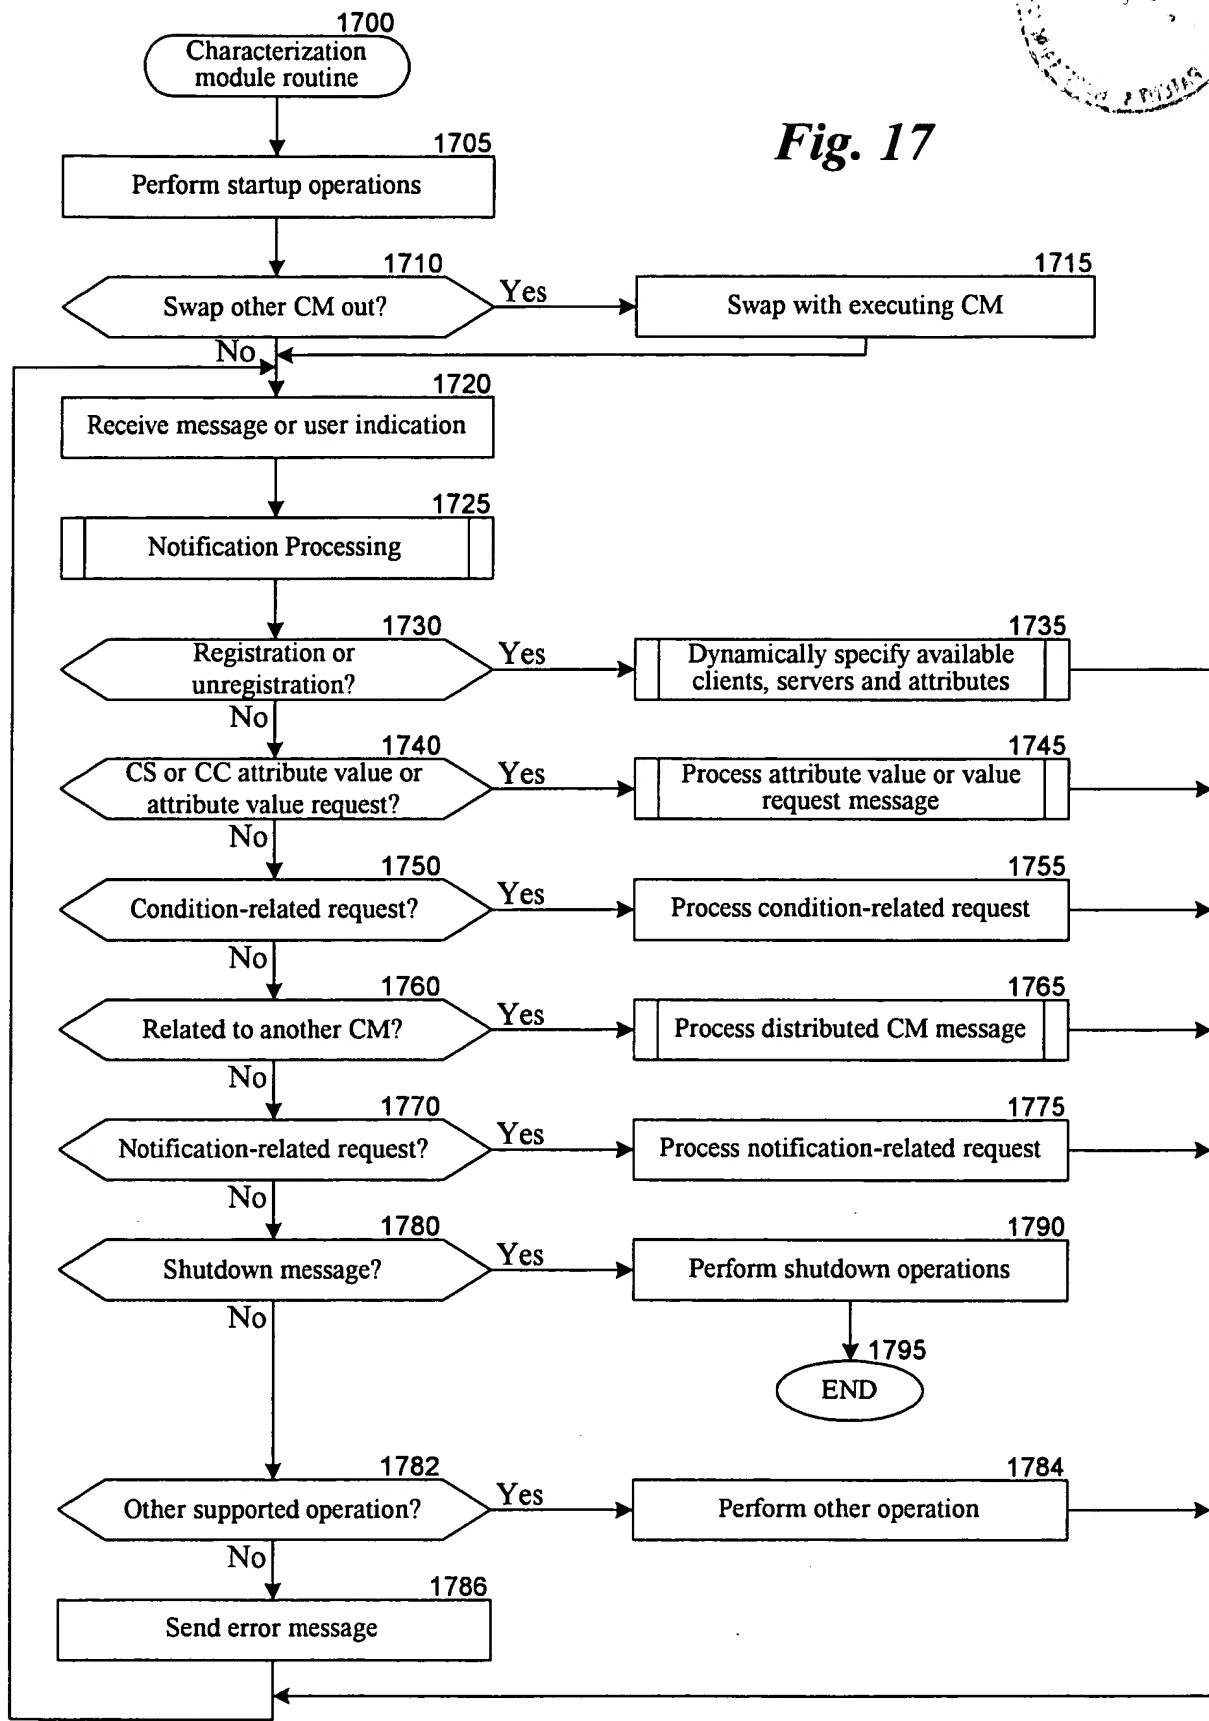 1700
Characterization
module routine
Fig. 17
1705
Perform startup operations
1710
Swap other CM out?
Yes
1715
Swap with executing CM
No
1720
Receive message or user indication
1725
Notification Processing
1730
Registration or
unregistration?
Yes
1735
Dynamically specify available
clients, servers and attributes
No
1740
CS or CC attribute value or
attribute value request?
Yes
1745
Process attribute value or value
request message
No
1750
Condition-related request?
Yes
1755
Process condition-related request
No
1760
Related to another CM?
Yes
1765
Process distributed CM message
No
1770
Notification-related request?
Yes
1775
Process notification-related request
No
1780
Shutdown message?
Yes
1790
Perform shutdown operations
No
1795
END
1782
Other supported operation?
Yes
1784
Perform other operation
No
1786
Send error message